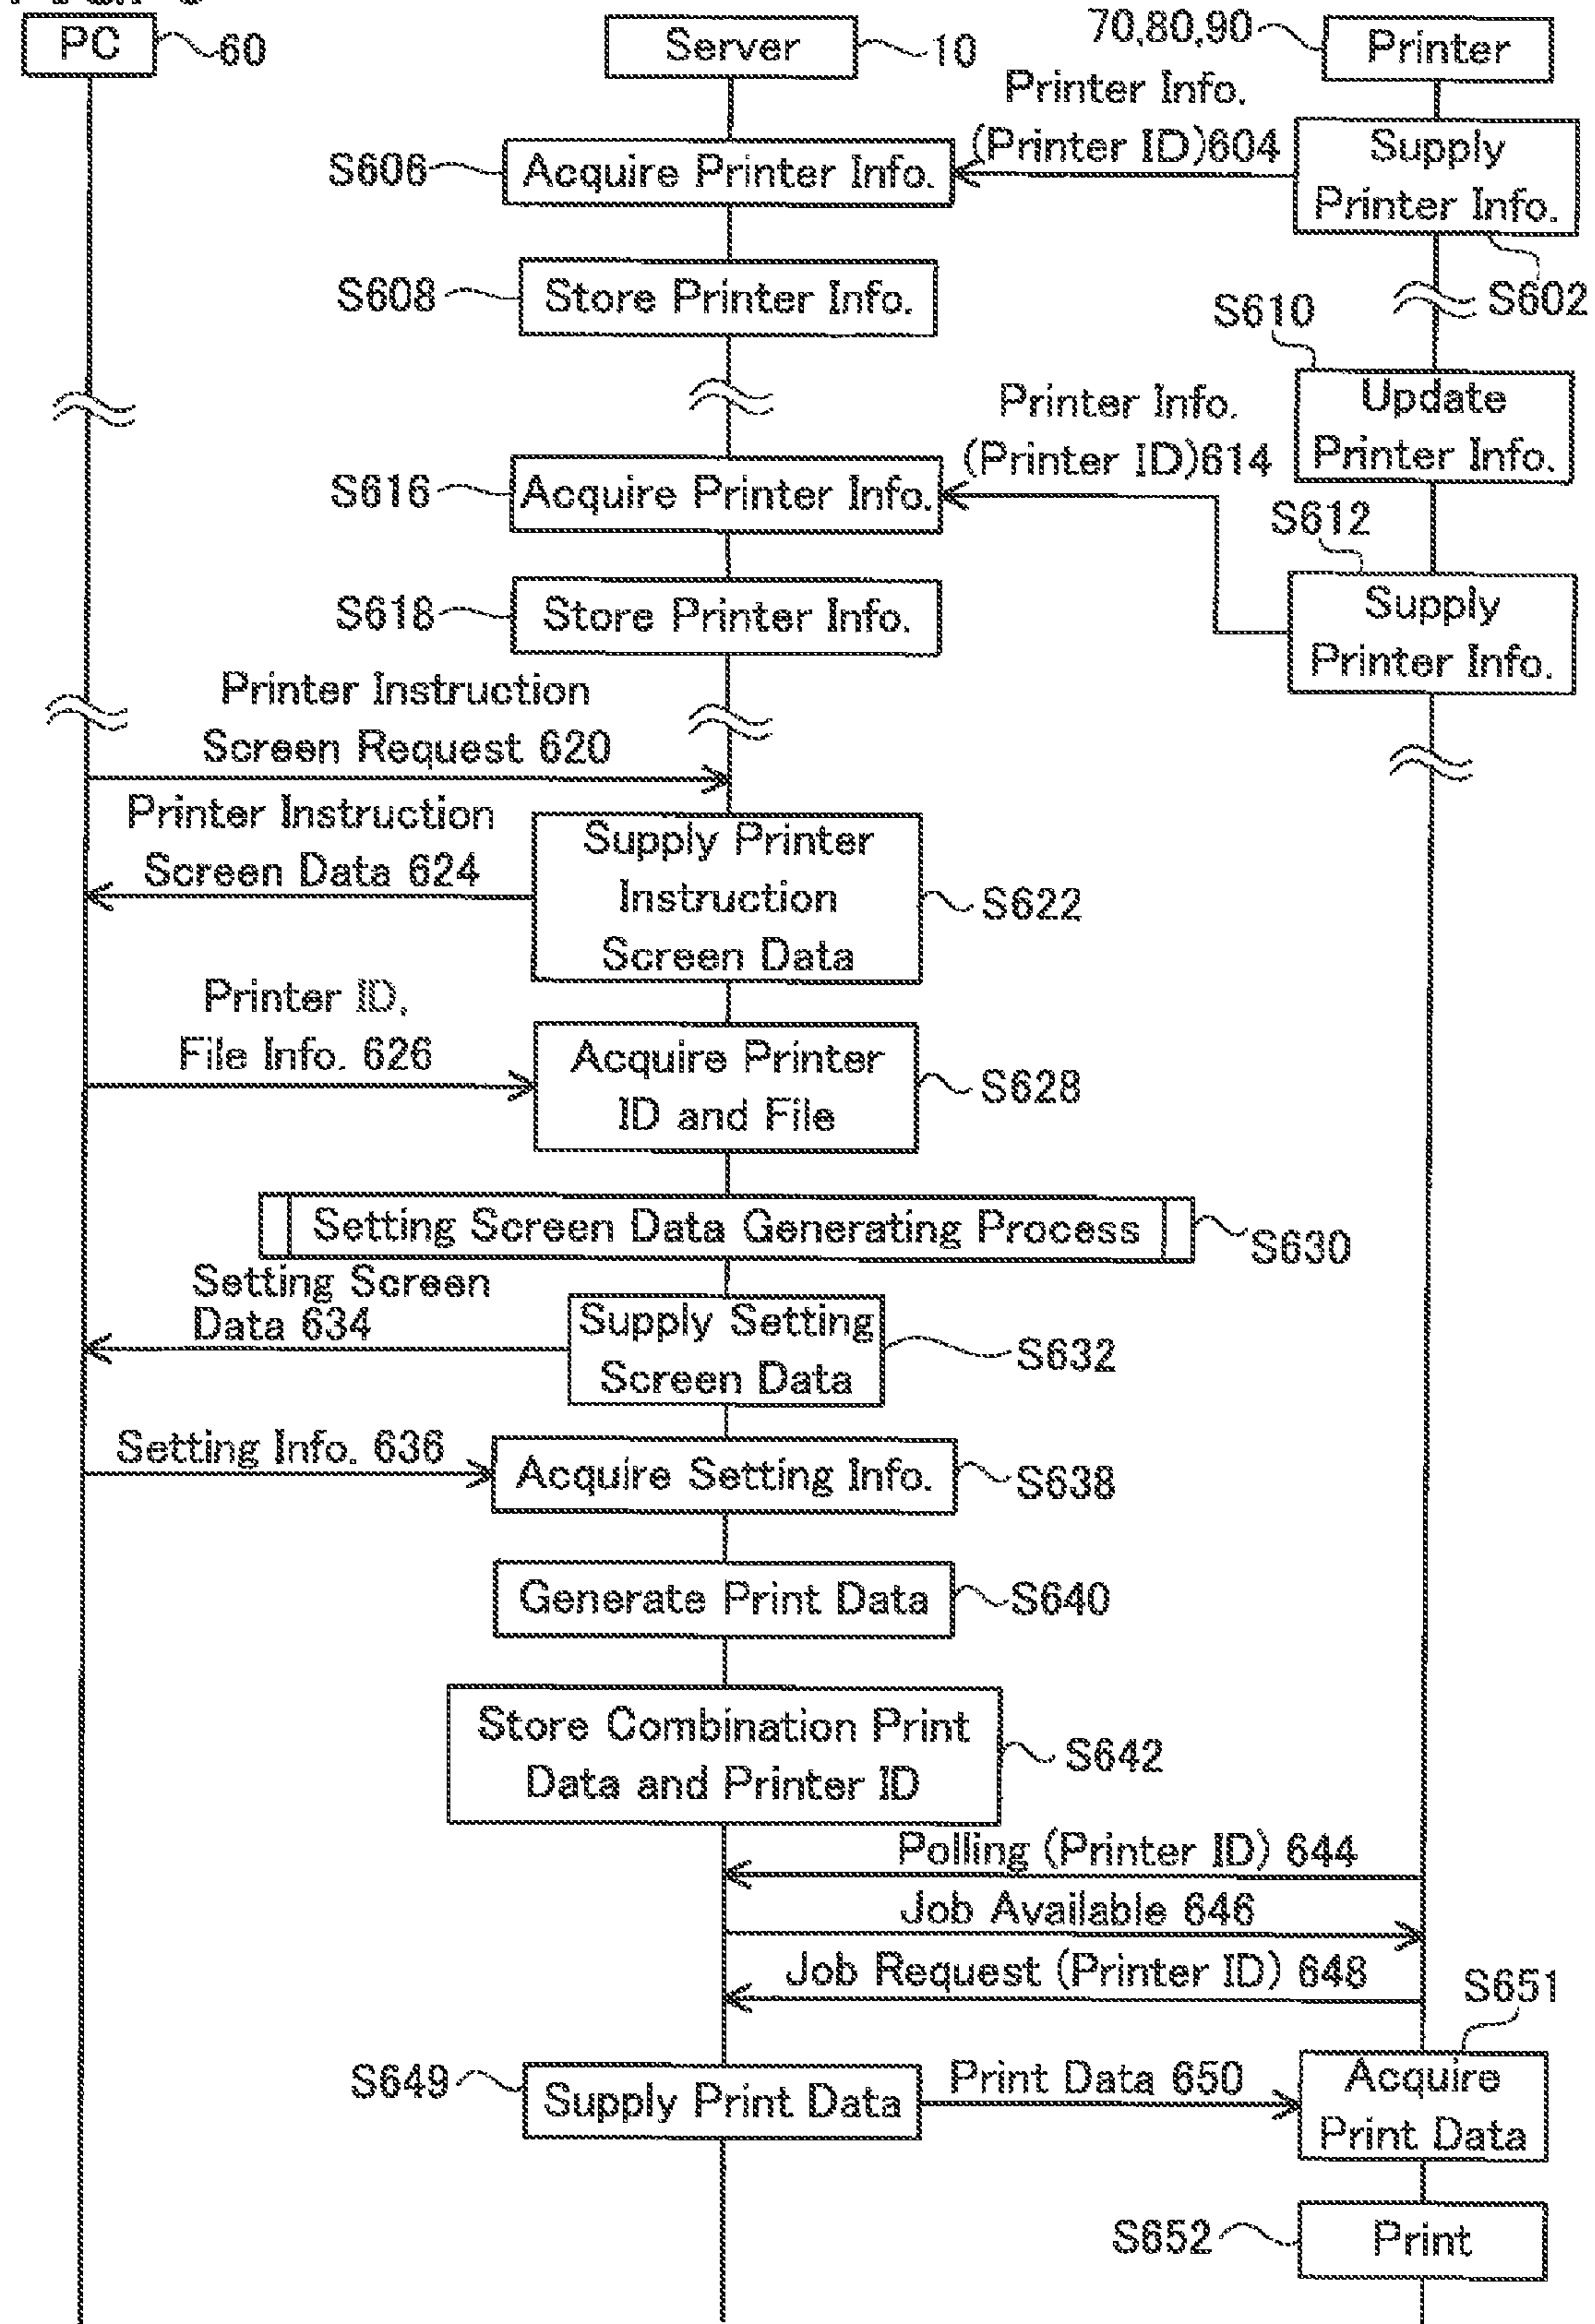 PC
60
Server
10
70,80,90
Printer
Printer Info.
(Printer ID)604
S606
Acquire Printer Info.
Supply
Printer Info.
S602
S608
Store Printer Info.
S610
Update
Printer Info.
Printer Info.
(Printer ID)614
S616
Acquire Printer Info.
S612
Supply
Printer Info.
S618
Store Printer Info.
Printer Instruction
Screen Request 620
Printer Instruction
Screen Data 624
Supply Printer
Instruction
Screen Data
S622
Printer ID,
File Info. 626
Acquire Printer
ID and File
S628
Setting Screen Data Generating Process
S630
Setting Screen
Data 634
Supply Setting
Screen Data
S632
Setting Info. 636
Acquire Setting Info.
S638
Generate Print Data
S640
Store Combination Print
Data and Printer ID
S642
Polling (Printer ID) 644
Job Available 646
Job Request (Printer ID) 648
S651
S649
Supply Print Data
Print Data 650
Acquire
Print Data
S652
Print